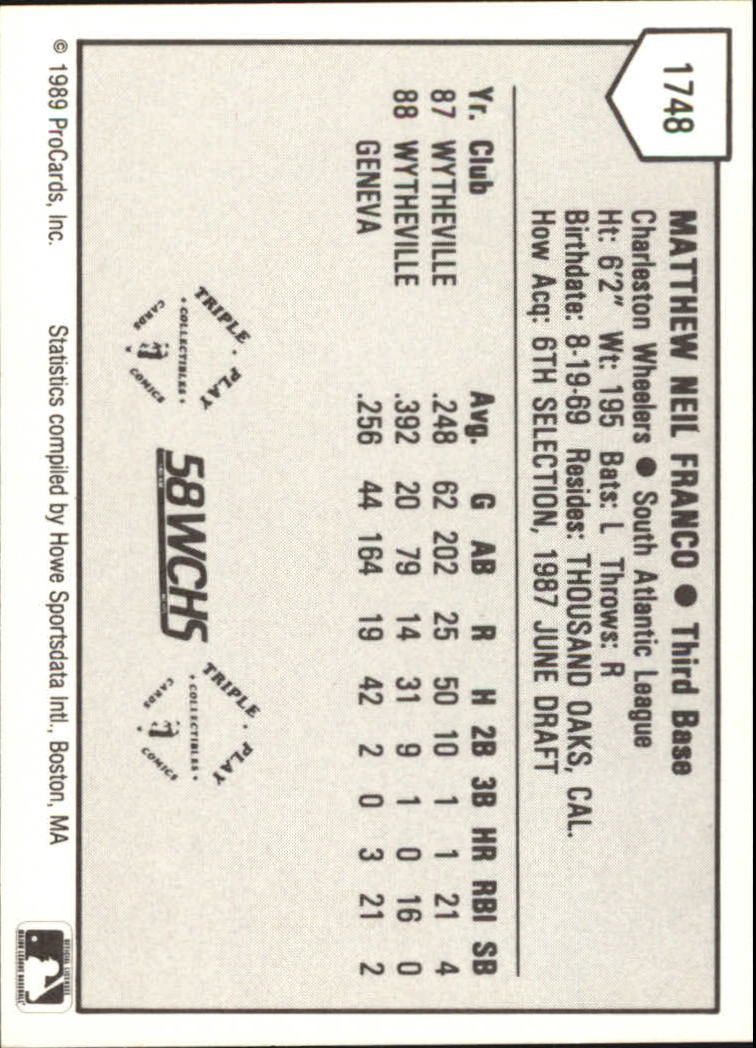 1748
MATTHEW NEIL FRANCO ● Third Base
Charleston Wheelers ● South Atlantic League
Ht: 6'2" Wt: 195 Bats: L Throws: R
Birthdate: 8-19-69 Resides: THOUSAND OAKS, CAL.
How Acq: 6TH SELECTION, 1987 JUNE DRAFT
Yr. Club Avg. G AB R H 2B 3B HR RBI SB
87 WYTHEVILLE .248 62 202 25 50 10 1 1 21 4
88 WYTHEVILLE .392 20 79 14 31 9 1 0 16 0
GENEVA .256 44 164 19 42 2 0 3 21 2
TRIPLE PLAY
COLLECTIBLES
CARDS COMICS
58WCHS
TRIPLE PLAY
COLLECTIBLES
CARDS COMICS
© 1989 ProCards, Inc. Statistics compiled by Howe Sportsdata Intl., Boston, MA
OFFICIAL LICENSEE
MAJOR LEAGUE BASEBALL